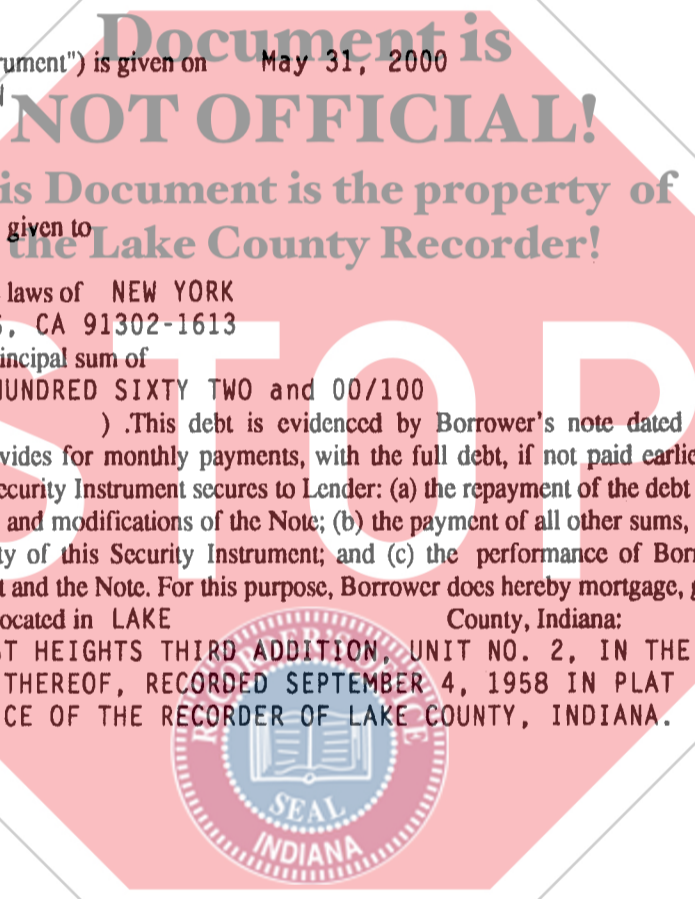 Document is
rument") is given on May 31, 2000
NOT OFFICIAL!
is Document is the property of
given to
the Lake County Recorder!
laws of NEW YORK
S, CA 91302-1613
incipal sum of
HUNDRED SIXTY TWO and 00/100
) .This debt is evidenced by Borrower's note dated
vides for monthly payments, with the full debt, if not paid earlie
ecurity Instrument secures to Lender: (a) the repayment of the debt
and modifications of the Note; (b) the payment of all other sums,
ty of this Security Instrument; and (c) the performance of Borr
t and the Note. For this purpose, Borrower does hereby mortgage, g
ocated in LAKE County, Indiana:
ST HEIGHTS THIRD ADDITION, UNIT NO. 2, IN THE
THEREOF, RECORDED SEPTEMBER 4, 1958 IN PLAT
CE OF THE RECORDER OF LAKE COUNTY, INDIANA.
STOP
RECORDER'S OFFICE
SEAL
INDIANA